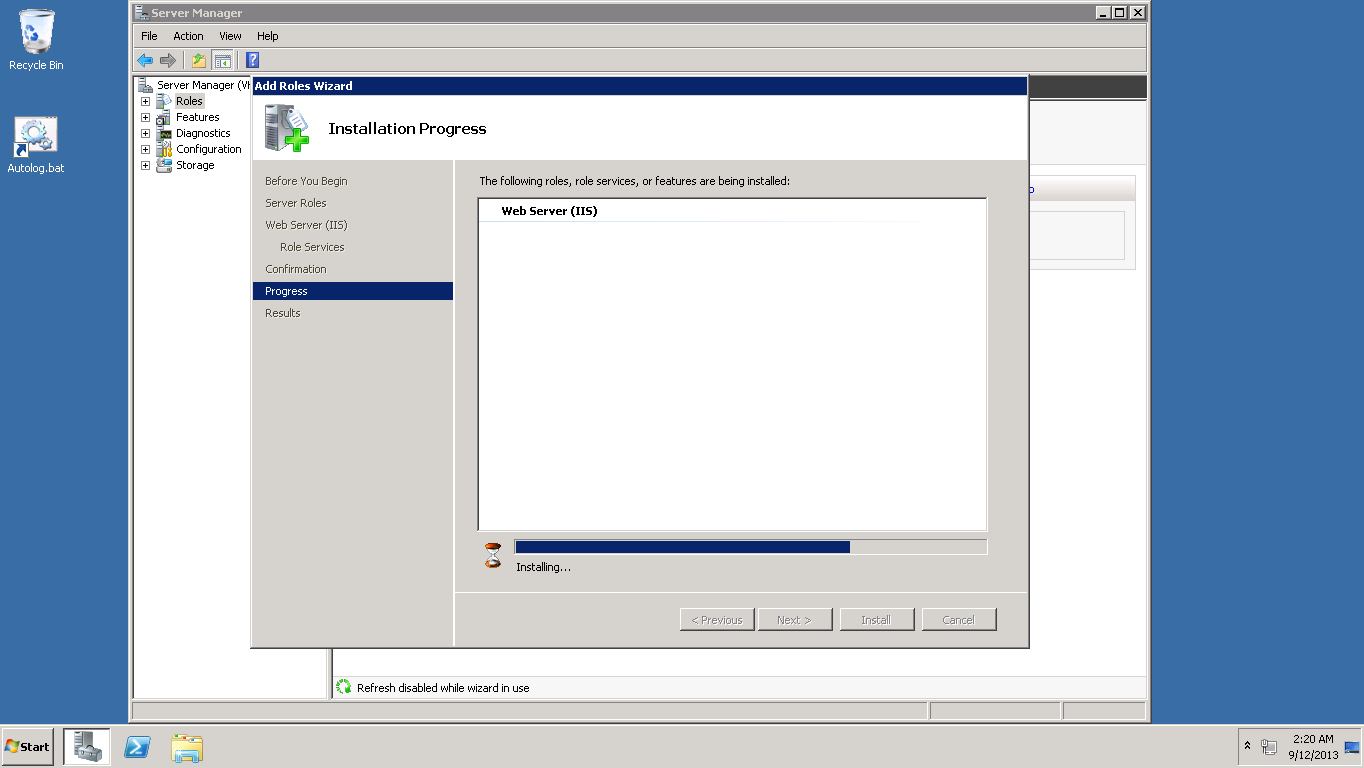 Recycle Bin
Autolog.bat
Server Manager
File Action View Help
Server Manager
Roles
Features
Diagnostics
Configuration
Storage
Add Roles Wizard
Installation Progress
Before You Begin
Server Roles
Web Server (IIS)
Role Services
Confirmation
Progress
Results
The following roles, role services, or features are being installed:
Web Server (IIS)
Installing...
< Previous Next > Install Cancel
Refresh disabled while wizard in use
Start
2:20 AM
9/12/2013